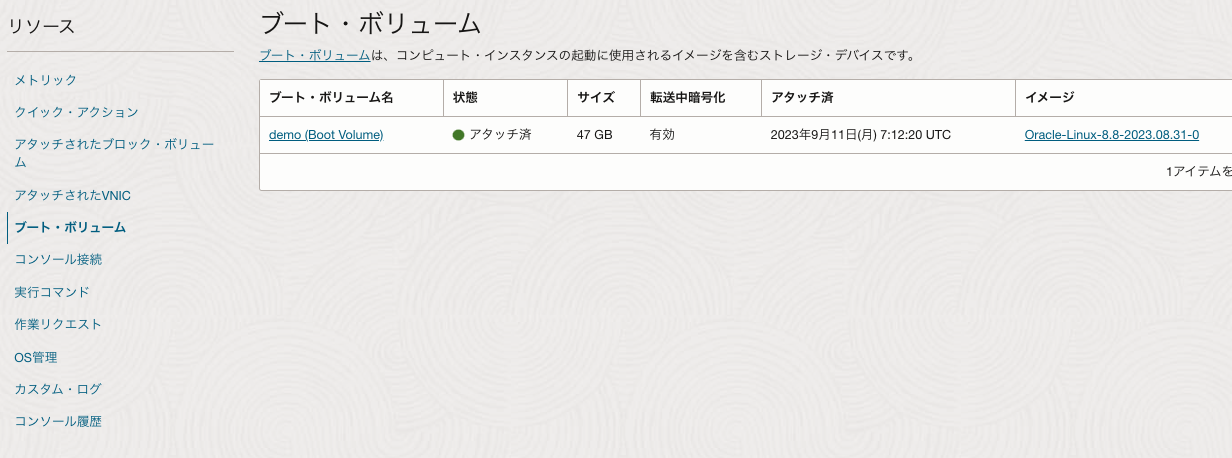 リソース
メトリック
クイック・アクション
アタッチされたブロック・ボリュー
ム
アタッチされたVNIC
ブート・ボリューム
コンソール接続
実行コマンド
作業リクエスト
OS管理
カスタム・ログ
コンソール履歴
ブート・ボリューム
ブート・ボリュームは、コンピュート・インスタンスの起動に使用されるイメージを含むストレージ・デバイスです。
ブート・ボリューム名 状態 サイズ 転送中暗号化 アタッチ済 イメージ
demo (Boot Volume) アタッチ済 47 GB 有効 2023年9月11日(月) 7:12:20 UTC Oracle-Linux-8.8-2023.08.31-0
1アイテムを